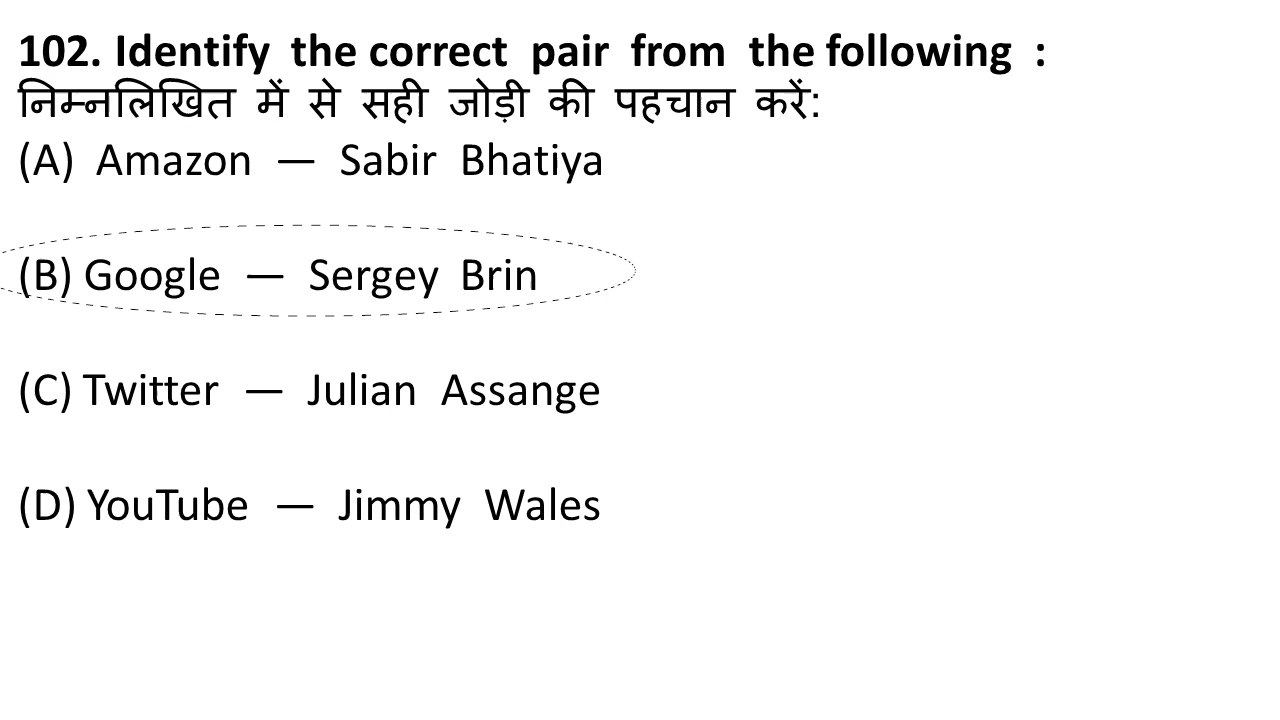 102. Identify the correct pair from the following :
निम्नलिखित में से सही जोड़ी की पहचान करें:
(A) Amazon — Sabir Bhatiya
(B) Google — Sergey Brin
(C) Twitter — Julian Assange
(D) YouTube — Jimmy Wales